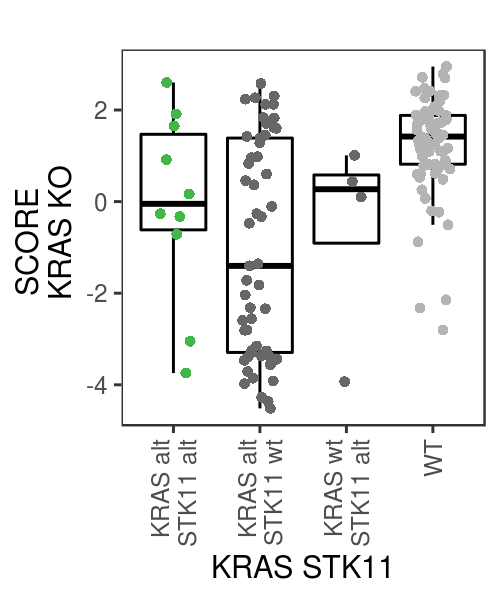 SCORE
KRAS KO
2
0
-2
-4
KRAS alt
STK11 alt
KRAS alt
STK11 wt
KRAS wt
STK11 alt
WT
KRAS STK11